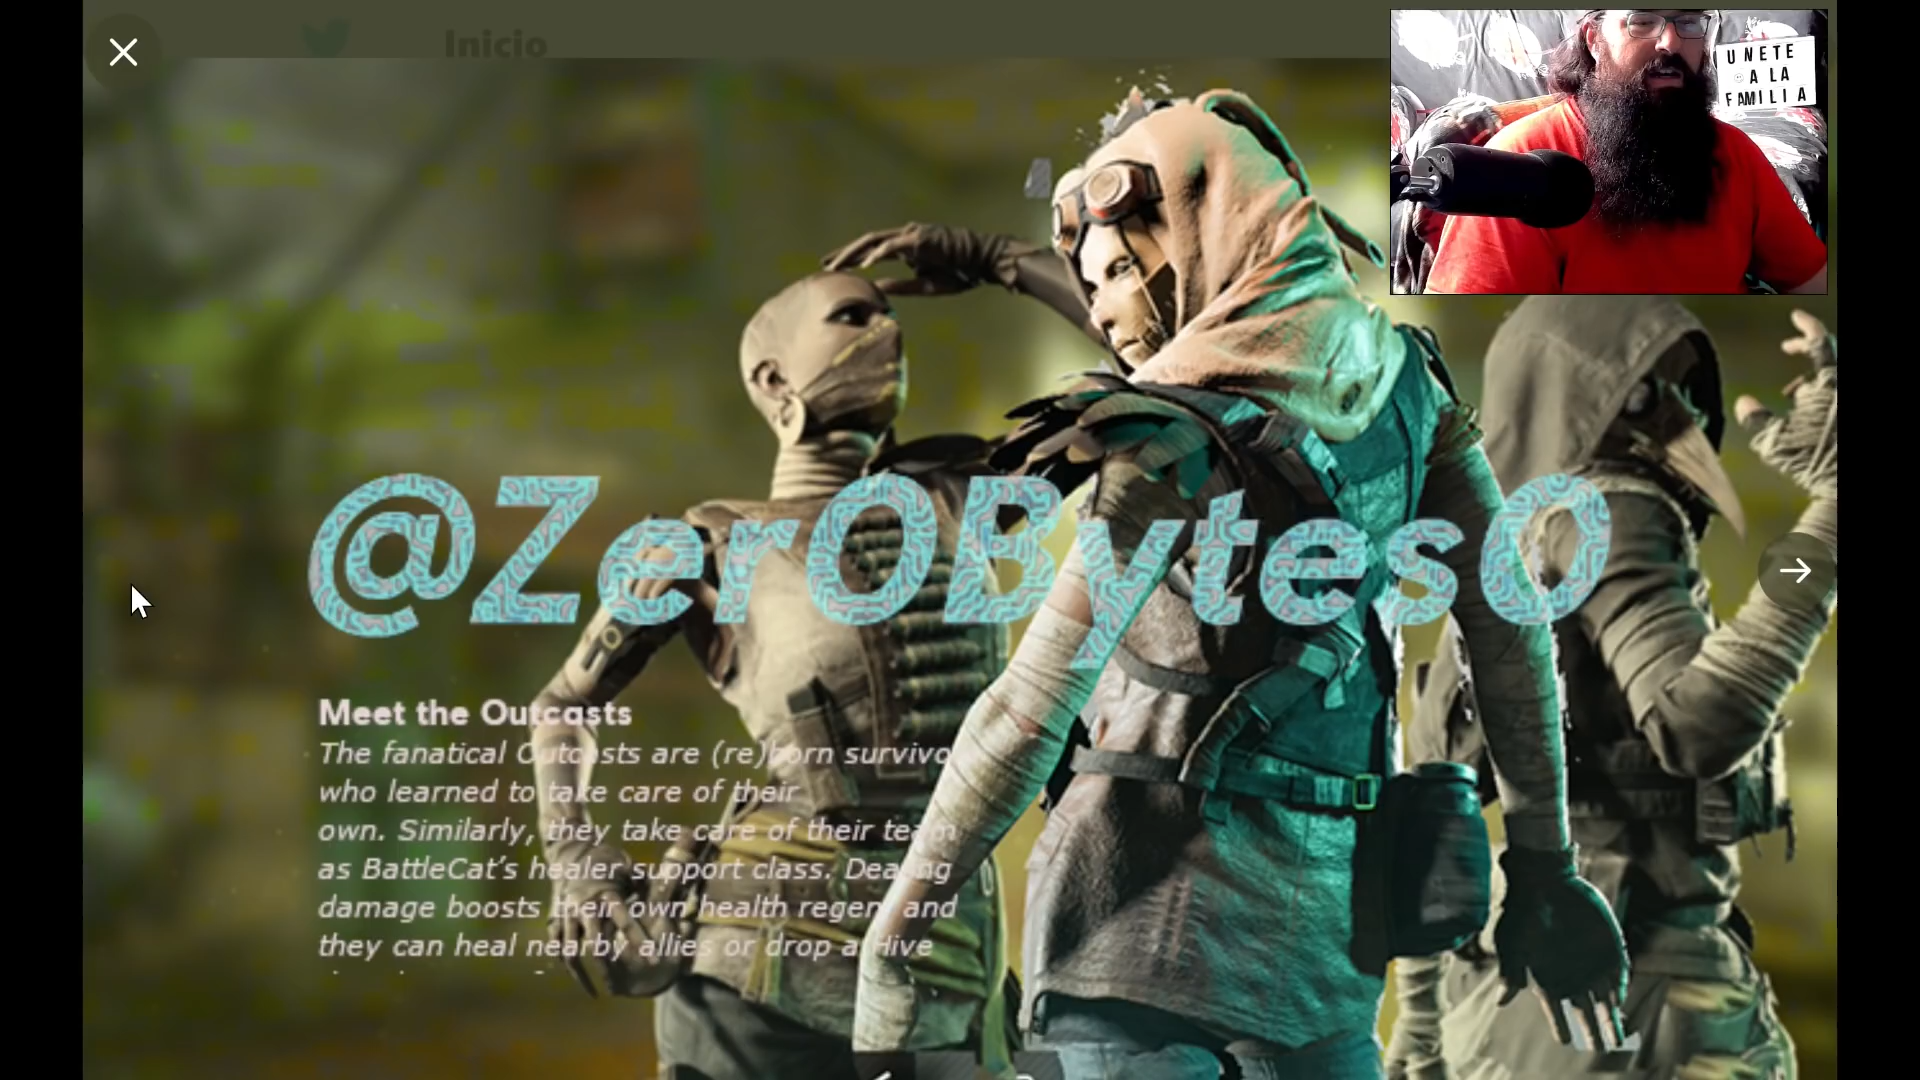 Inicio
UNETE
A LA
FAMILIA
@Zer0Bytes0
Meet the Outcasts
The fanatical Outcasts are (re)born survivo
who learned to take care of their
own. Similarly, they take care of their team
as BattleCat's healer support class. Dealing
damage boosts their own health regen, and
they can heal nearby allies or drop a Hive